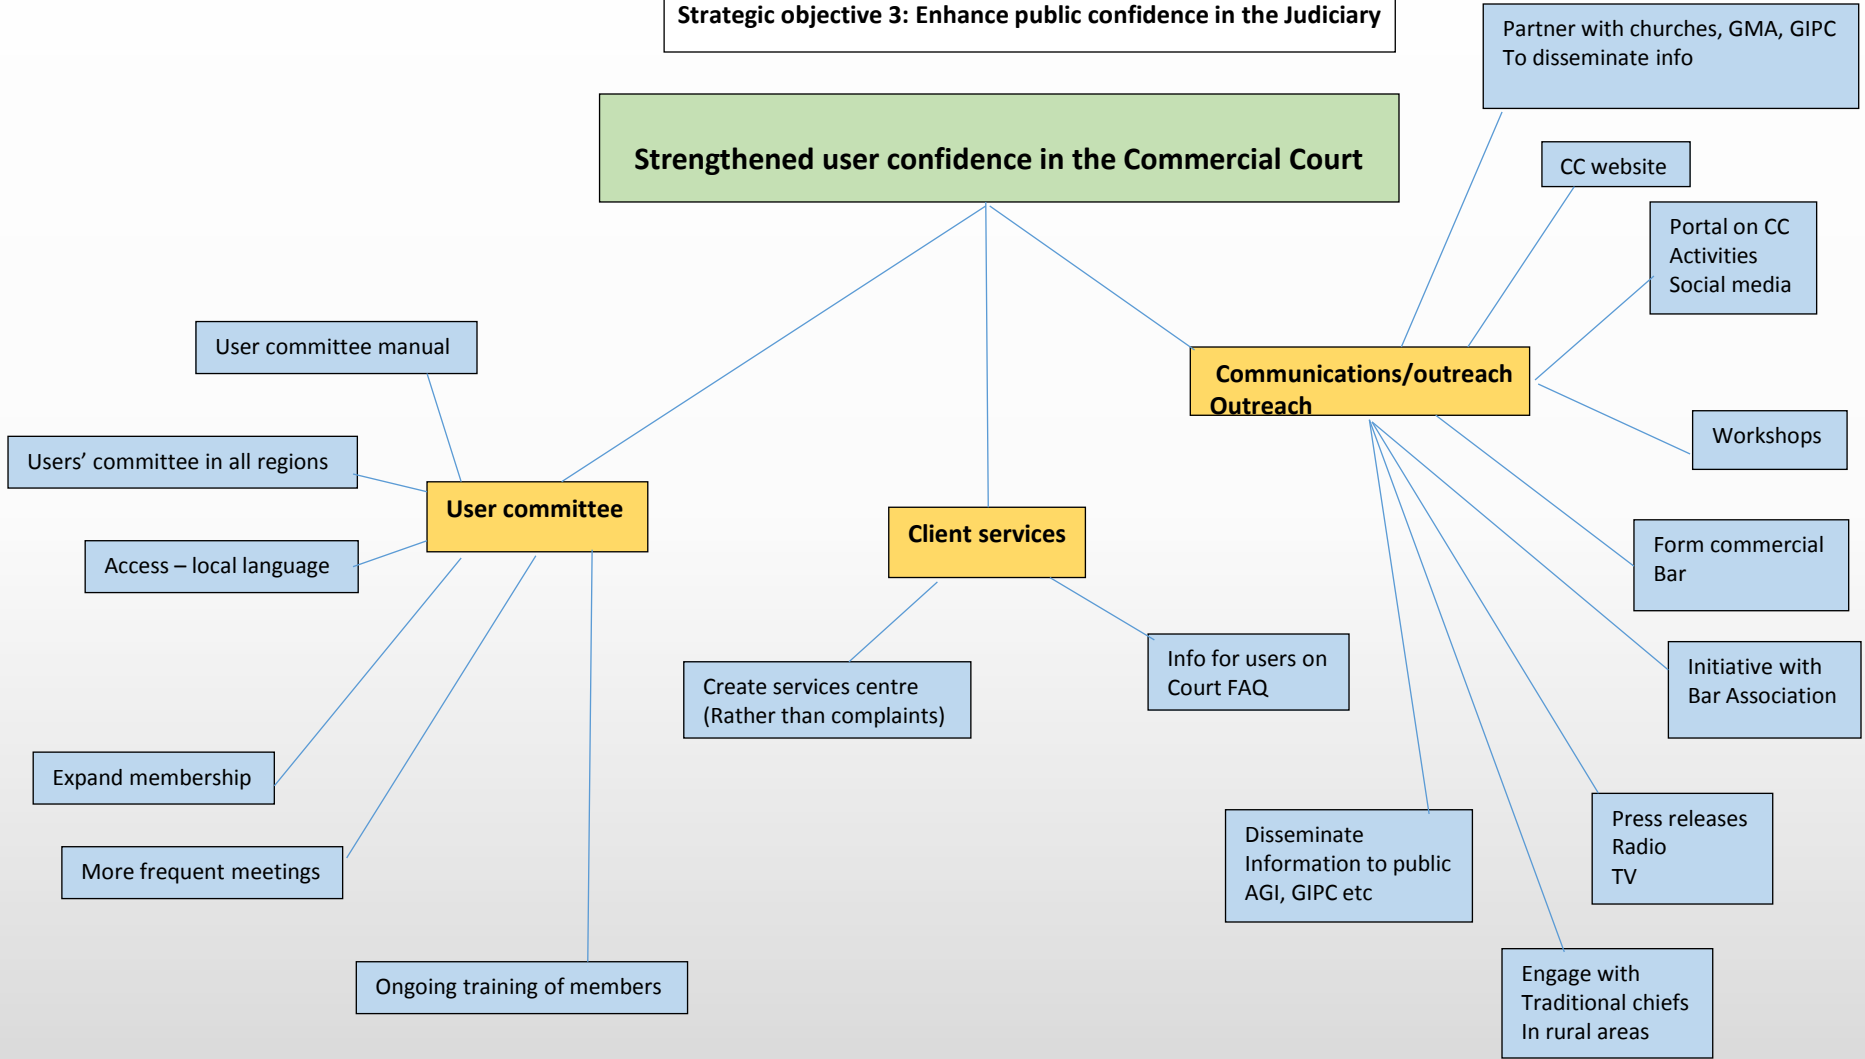 Strategic objective 3: Enhance public confidence in the Judiciary
Partner with churches, GMA, GIPC
To disseminate info
Strengthened user confidence in the Commercial Court
CC website
Portal on CC
Activities
Social media
User committee manual
Communications/outreach
Outreach
Workshops
Users’ committee in all regions
User committee
Client services
Access – local language
Form commercial
Bar
Info for users on
Court FAQ
Initiative with
Bar Association
Create services centre
(Rather than complaints)
Expand membership
More frequent meetings
Press releases
Radio
TV
Disseminate
Information to public
AGI, GIPC etc
Ongoing training of members
Engage with
Traditional chiefs
In rural areas